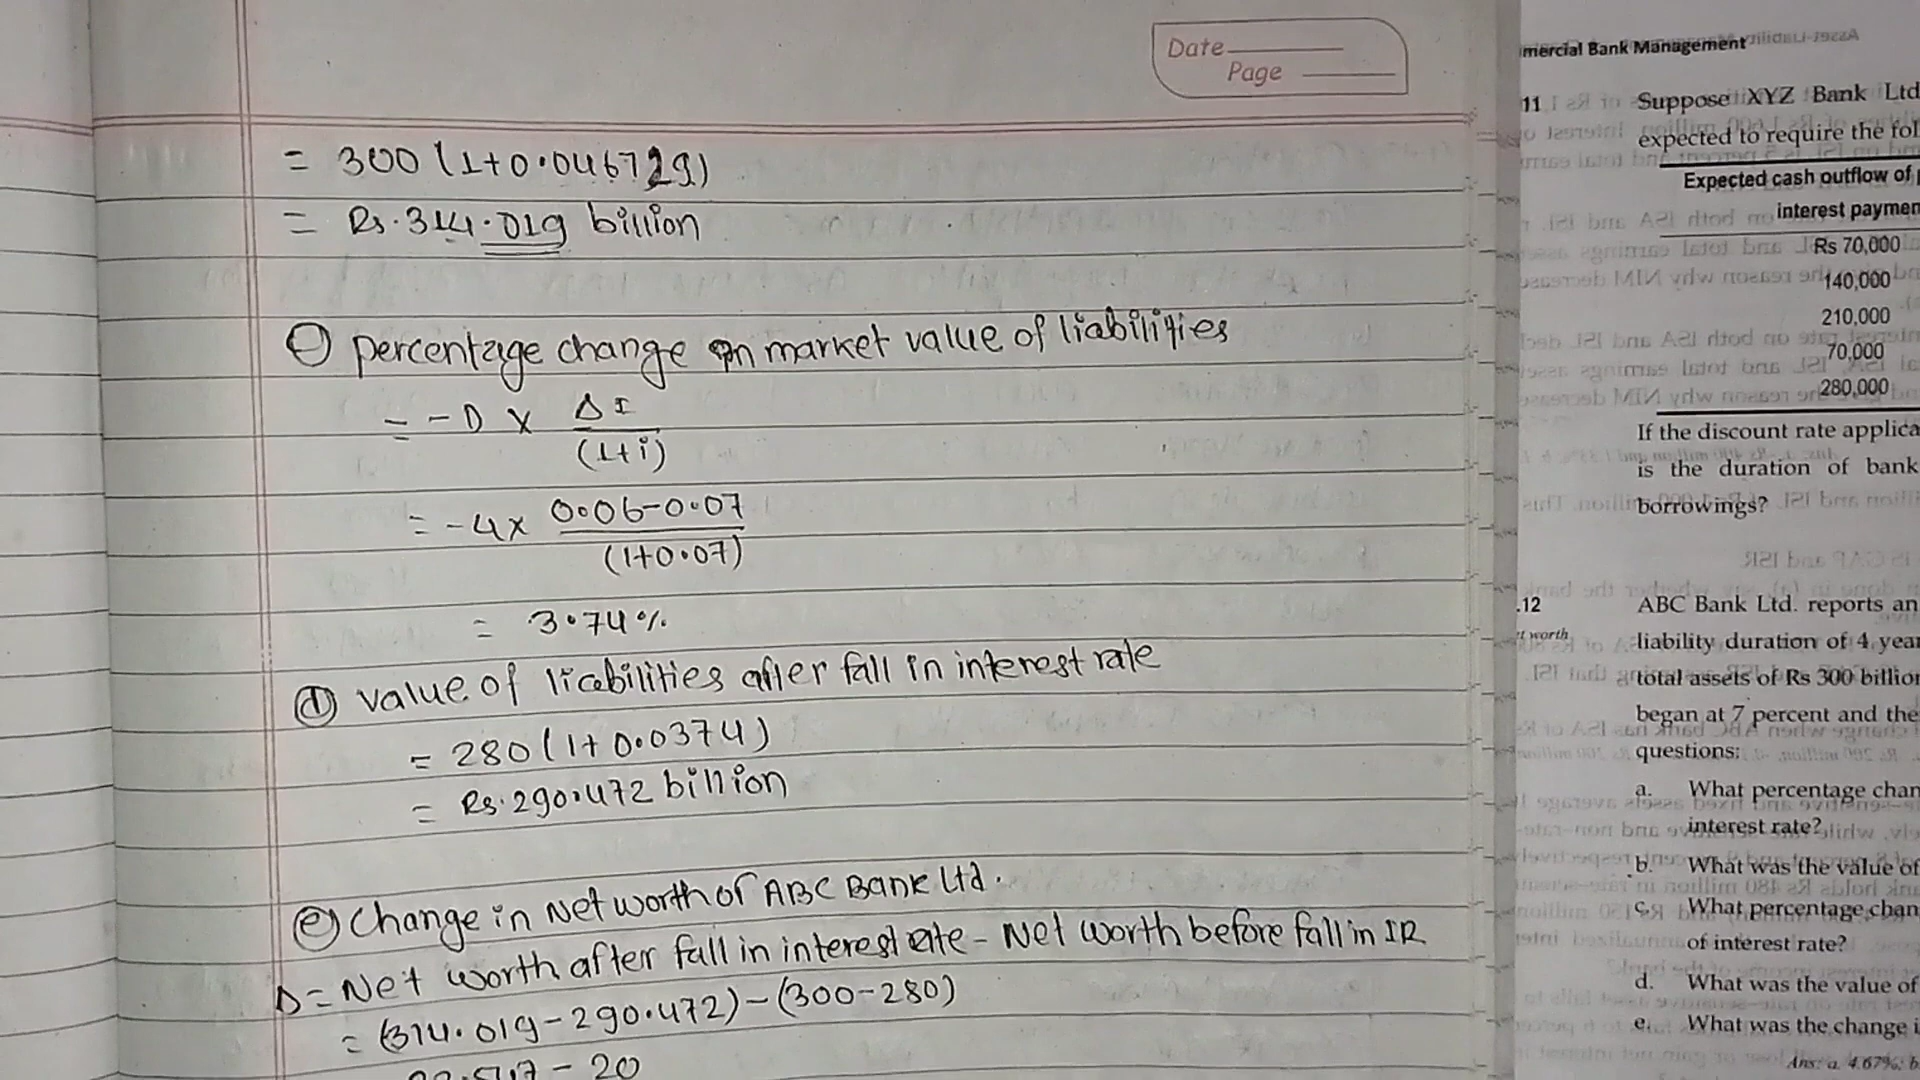 Date
Page
= 300 (1+0.046729)
= Rs.314.019 billion
c) percentage change in market value of liabilities
= -D x ΔI
(1+i)
= -4x 0.06-0.07
(1+0.07)
= 3.74%
d) value of liabilities after fall in interest rate
= 280(1+0.0374)
= Rs.290.472 billion
e) Change in Net worth of ABC Bank Ltd.
Δ = Net worth after fall in interest rate - Net worth before fall in IR
= (314.019-290.472)-(300-280)
- 20
mercial Bank Management
11 Suppose XYZ Bank Ltd
expected to require the fol
Expected cash outflow of
interest paymen
Rs 70,000
140,000
210,000
70,000
280,000
If the discount rate applica
is the duration of bank
borrowings?
.12 ABC Bank Ltd. reports an
worth liability duration of 4 year
total assets of Rs 300 billion
began at 7 percent and the
questions:
a. What percentage chan
interest rate?
b. What was the value of
c. What percentage chan
of interest rate?
d. What was the value of
e. What was the change i
Ans: a. 4.67%; b